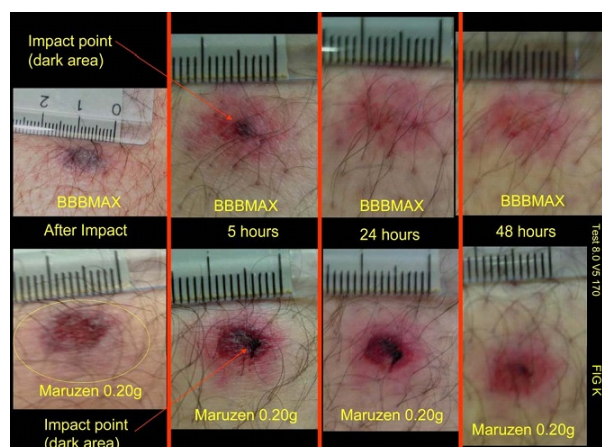 Impact point
(dark area)
2 1 0
BBBMAX
BBBMAX
BBBMAX
BBBMAX
After Impact
5 hours
24 hours
48 hours
Test 8.0 V5 170
Maruzen 0.20g
Maruzen 0.20g
Maruzen 0.20g
Maruzen 0.20g
FIG K
Impact point
(dark area)